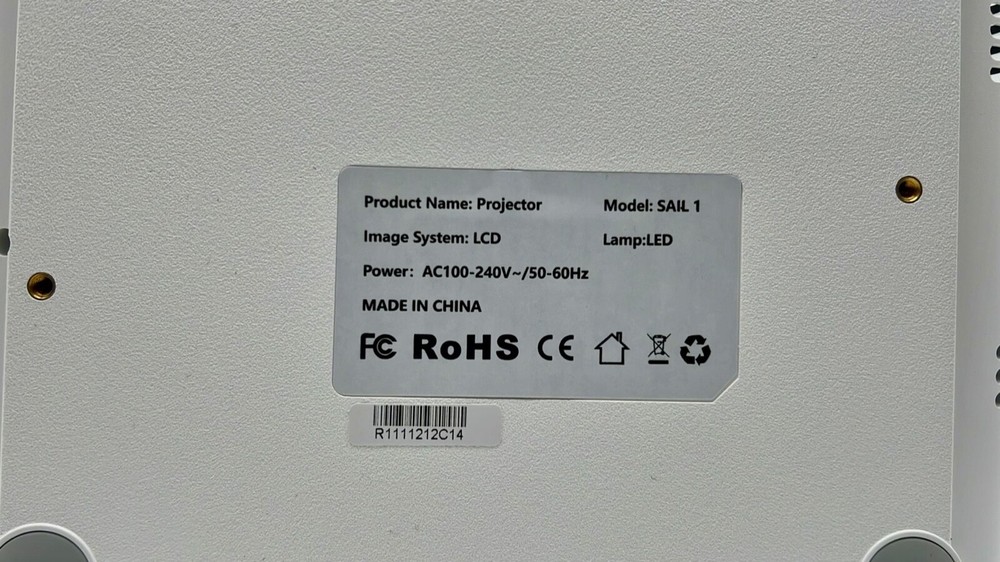 Product Name: Projector Model: SAIL 1
Image System: LCD Lamp:LED
Power: AC100-240V~/50-60Hz
MADE IN CHINA
FC RoHS CE
R1111212C14